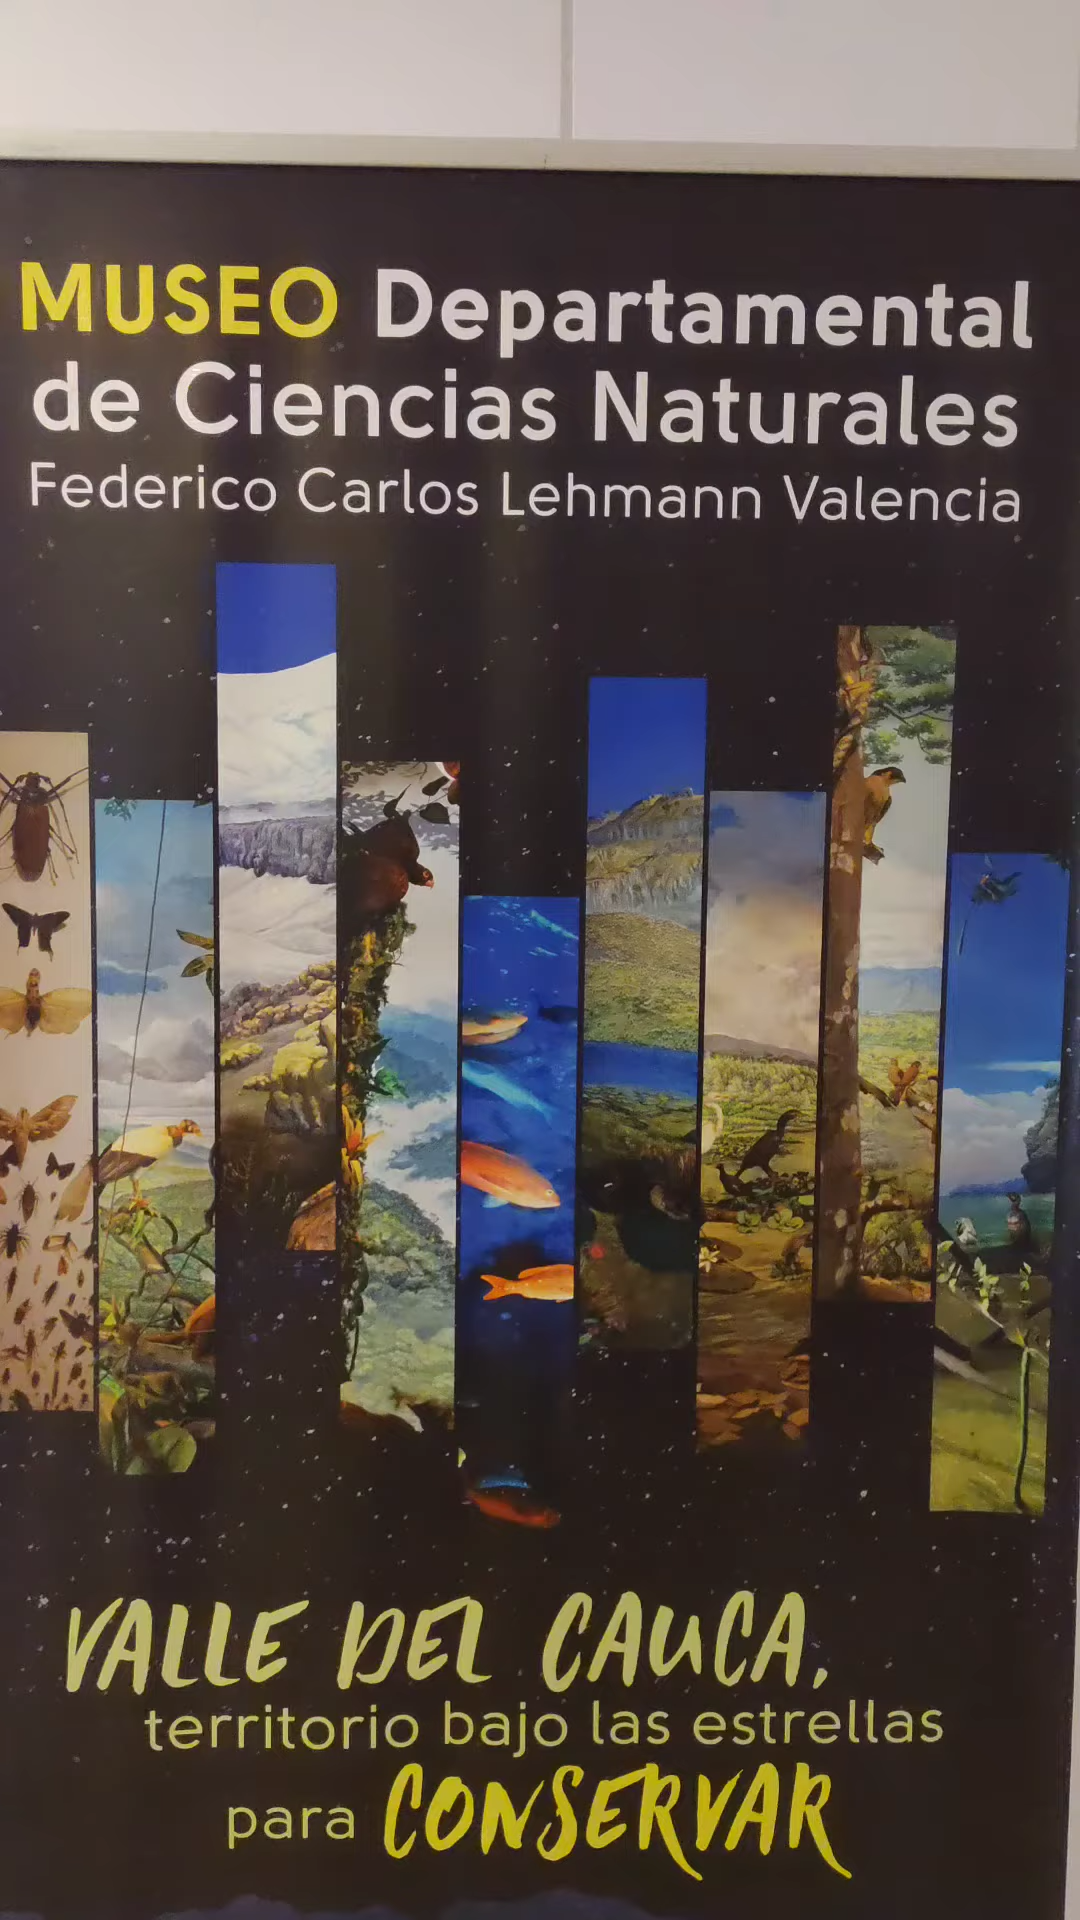 MUSEO Departamental
de Ciencias Naturales
Federico Carlos Lehmann Valencia
VALLE DEL CAUCA,
territorio bajo las estrellas
para CONSERVAR